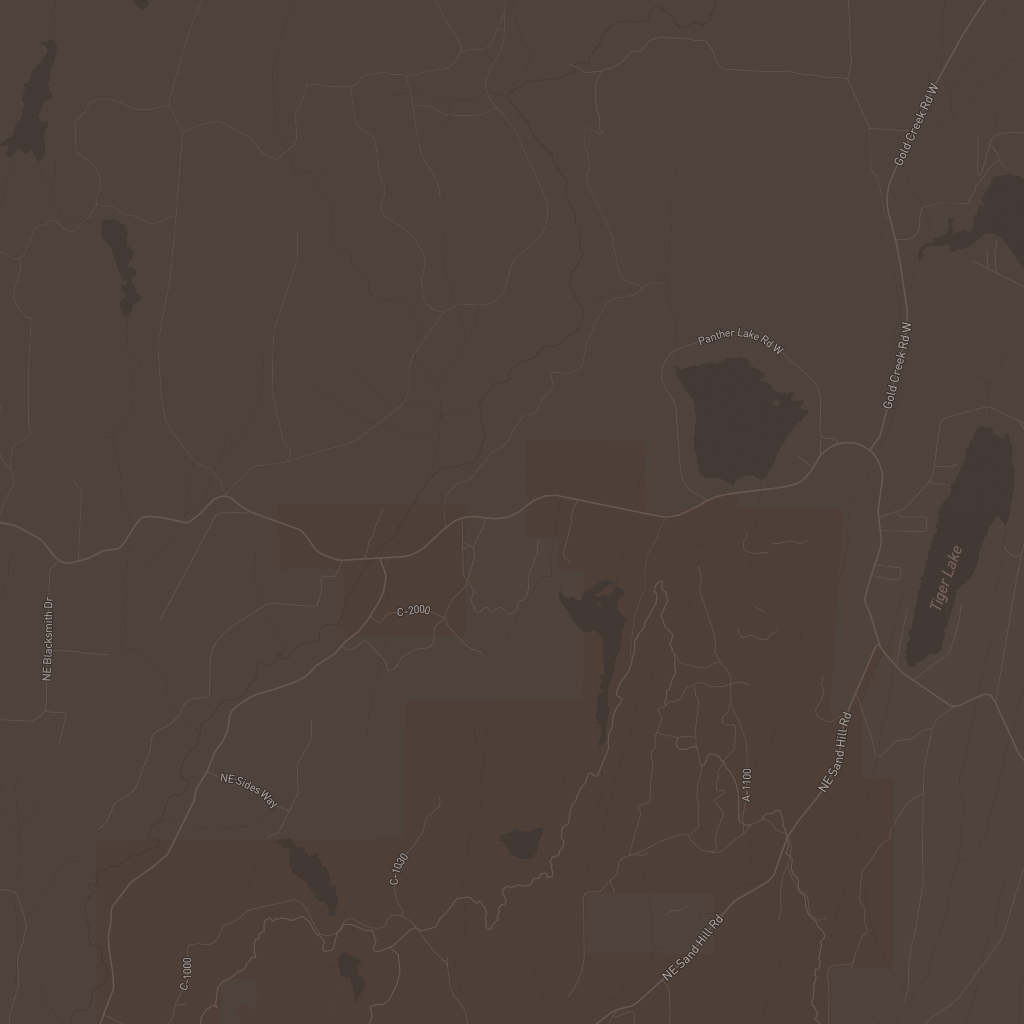 Gold Creek Rd W
Panther Lake Rd W
Gold Creek Rd W
Tiger Lake
C-2000
NE Blacksmith Dr
NE Sand Hill Rd
NE Sides Way
A-1100
C-1030
NE Sand Hill Rd
C-1000